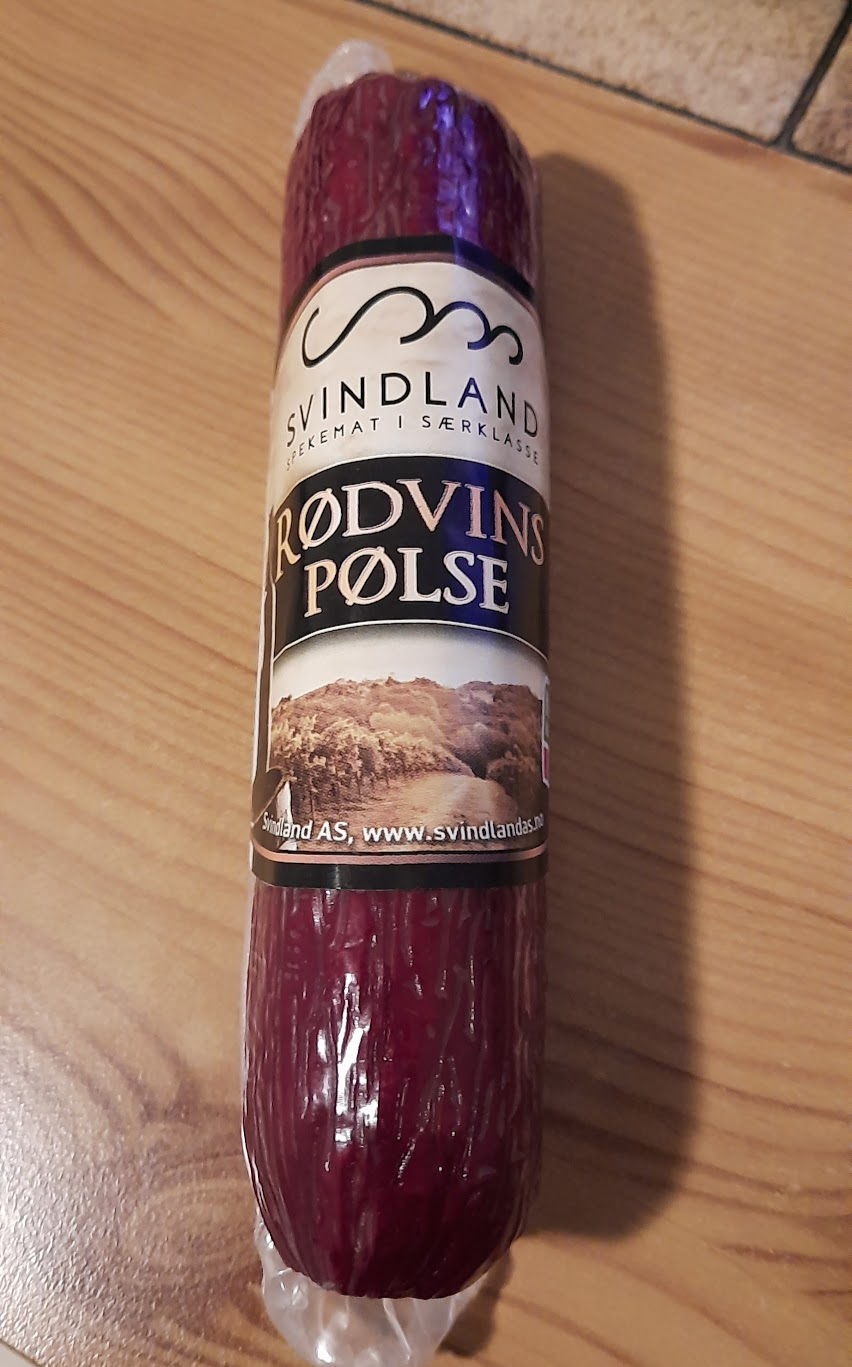 SVINDLAND
SPEKEMAT I SÆRKLASSE
RØDVINS
PØLSE
Svindland AS, www.svindlandas.no